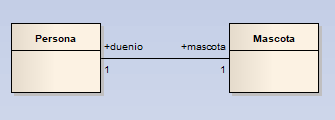 Persona
+duenio
+mascota
Mascota
1
1